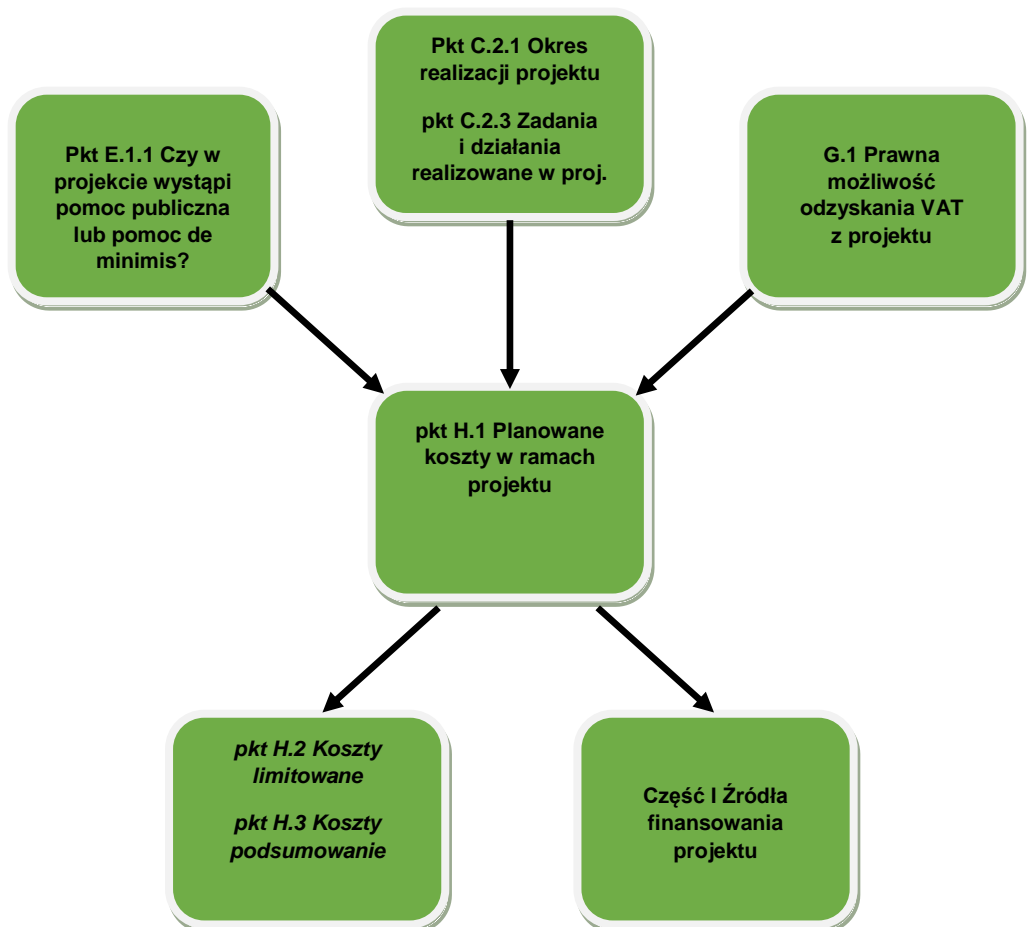 Pkt C.2.1 Okres
realizacji projektu
pkt C.2.3 Zadania
i działania
realizowane w proj.
Pkt E.1.1 Czy w
projekcie wystąpi
pomoc publiczna
lub pomoc de
minimis?
G.1 Prawna
możliwość
odzyskania VAT
z projektu
pkt H.1 Planowane
koszty w ramach
projektu
pkt H.2 Koszty
limitowane
pkt H.3 Koszty
podsumowanie
Część I Źródła
finansowania
projektu